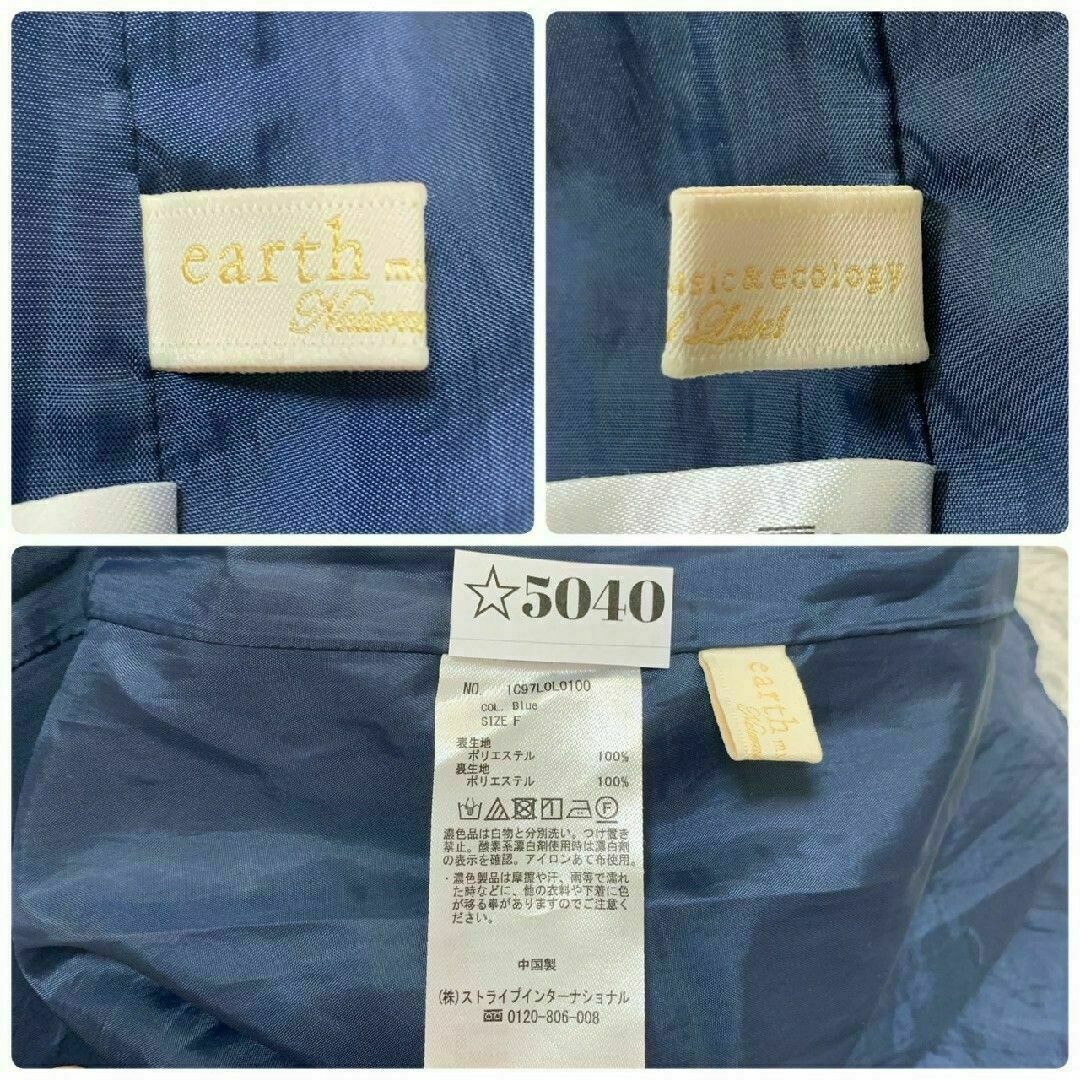 earth mu
Natural
usic & ecology
l Label
☆5040
NO. 1C97L0L0100
COL. Blue
SIZE F
表生地
ポリエステル 100%
裏生地
ポリエステル 100%
F
濃色品は白物と分別洗い。つけ置き
禁止。酸素系漂白剤使用時は漂白剤
の表示を確認。アイロンあて布使用。
・濃色製品は摩擦や汗、雨等で濡れ
た時などに、他の衣料や下着に色
が移る事がありますのでご注意く
ださい。
中国製
(株)ストライプインターナショナル
0120-806-008
earth mu